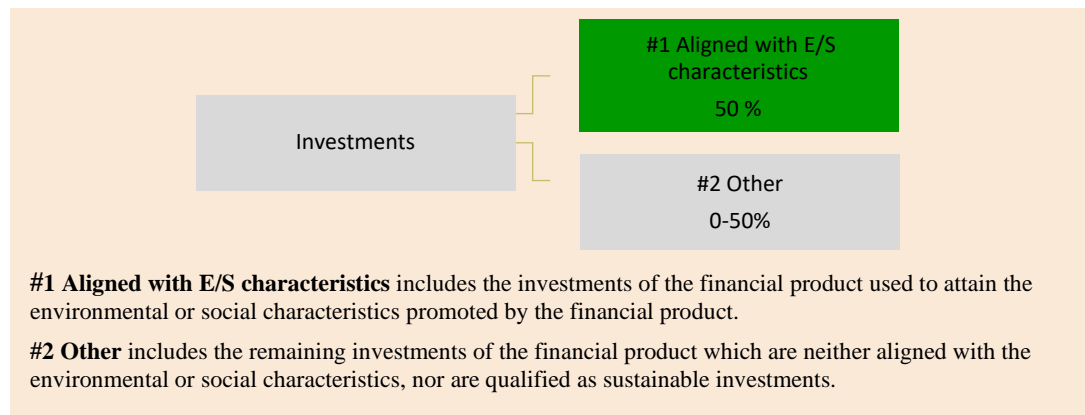 #1 Aligned with E/S
characteristics
50 %
Investments
#2 Other
0-50%
#1 Aligned with E/S characteristics includes the investments of the financial product used to attain the
environmental or social characteristics promoted by the financial product.
#2 Other includes the remaining investments of the financial product which are neither aligned with the
environmental or social characteristics, nor are qualified as sustainable investments.